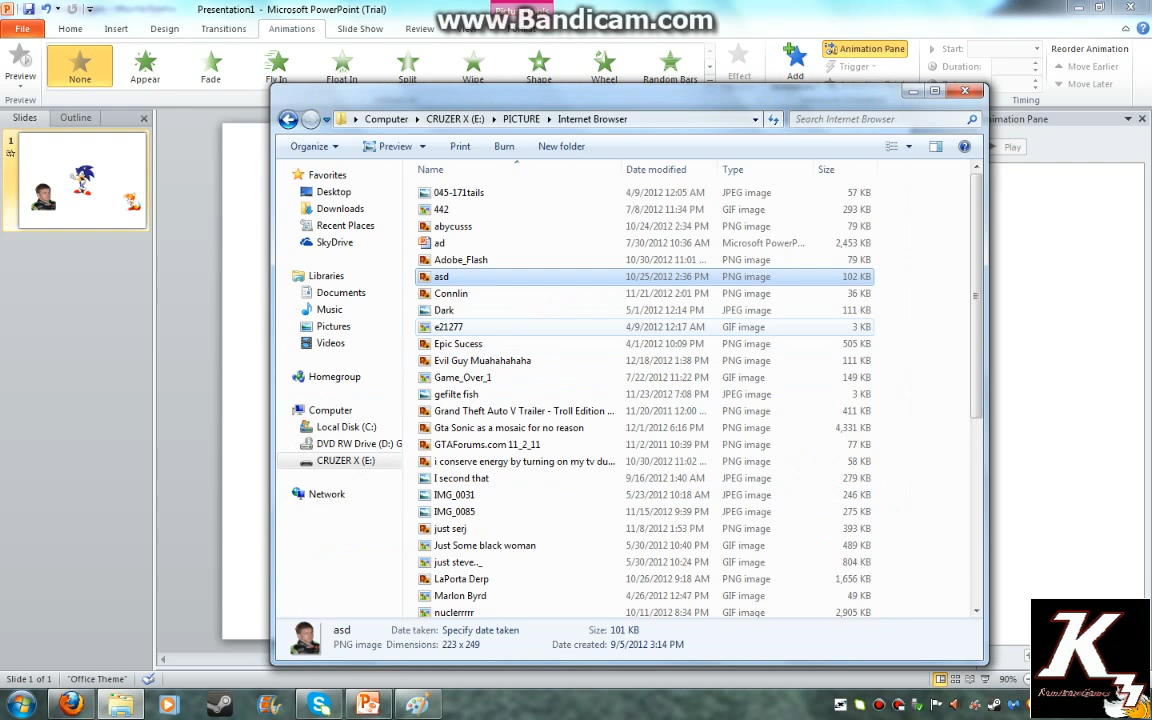 Presentation1 - Microsoft PowerPoint (Trial)
www.Bandicam.com
File Home Insert Design Transitions Animations Slide Show Review
Preview None Appear Fade Fly In Float In Split Wipe Shape Wheel Random Bars Effect Add
Animation Pane
Trigger
Start:
Duration:
Delay:
Reorder Animation
Move Earlier
Move Later
Preview
Timing
Slides Outline
1
Animation Pane
Play
Computer CRUZER X (E:) PICTURE Internet Browser
Search Internet Browser
Organize Preview Print Burn New folder
Favorites
Desktop
Downloads
Recent Places
SkyDrive
Libraries
Documents
Music
Pictures
Videos
Homegroup
Computer
Local Disk (C:)
DVD RW Drive (D:) G
CRUZER X (E:)
Network
Name Date modified Type Size
045-171tails 4/9/2012 12:05 AM JPEG image 57 KB
442 7/8/2012 11:34 PM GIF image 293 KB
abycusss 10/24/2012 2:34 PM PNG image 79 KB
ad 7/30/2012 10:36 AM Microsoft PowerP... 2,453 KB
Adobe_Flash 10/30/2012 11:01 ... PNG image 79 KB
asd 10/25/2012 2:36 PM PNG image 102 KB
Connlin 11/21/2012 2:01 PM PNG image 36 KB
Dark 5/1/2012 12:14 PM JPEG image 111 KB
e21277 4/9/2012 12:17 AM GIF image 3 KB
Epic Sucess 4/1/2012 10:09 PM PNG image 505 KB
Evil Guy Muahahahaha 12/18/2012 1:38 PM PNG image 111 KB
Game_Over_1 7/22/2012 11:22 PM GIF image 149 KB
gefilte fish 11/23/2012 7:08 PM JPEG image 3 KB
Grand Theft Auto V Trailer - Troll Edition ... 11/20/2011 12:00 ... PNG image 411 KB
Gta Sonic as a mosaic for no reason 12/1/2012 6:16 PM PNG image 4,331 KB
GTAForums.com 11_2_11 11/2/2011 10:39 PM PNG image 77 KB
i conserve energy by turning on my tv du... 10/30/2012 11:02 ... PNG image 58 KB
I second that 9/16/2012 1:40 AM JPEG image 279 KB
IMG_0031 5/23/2012 10:18 AM JPEG image 246 KB
IMG_0085 11/15/2012 9:39 PM JPEG image 275 KB
just serj 11/8/2012 1:53 PM PNG image 393 KB
Just Some black woman 5/30/2012 10:40 PM GIF image 489 KB
just steve.._ 5/30/2012 10:24 PM GIF image 804 KB
LaPorta Derp 10/26/2012 9:18 AM PNG image 1,656 KB
Marlon Byrd 4/26/2012 12:47 PM GIF image 49 KB
nuclerrrrr 10/11/2012 8:34 PM GIF image 2,905 KB
asd Date taken: Specify date taken Size: 101 KB
PNG image Dimensions: 223 x 249 Date created: 9/5/2012 3:14 PM
Slide 1 of 1 "Office Theme" 90%
K